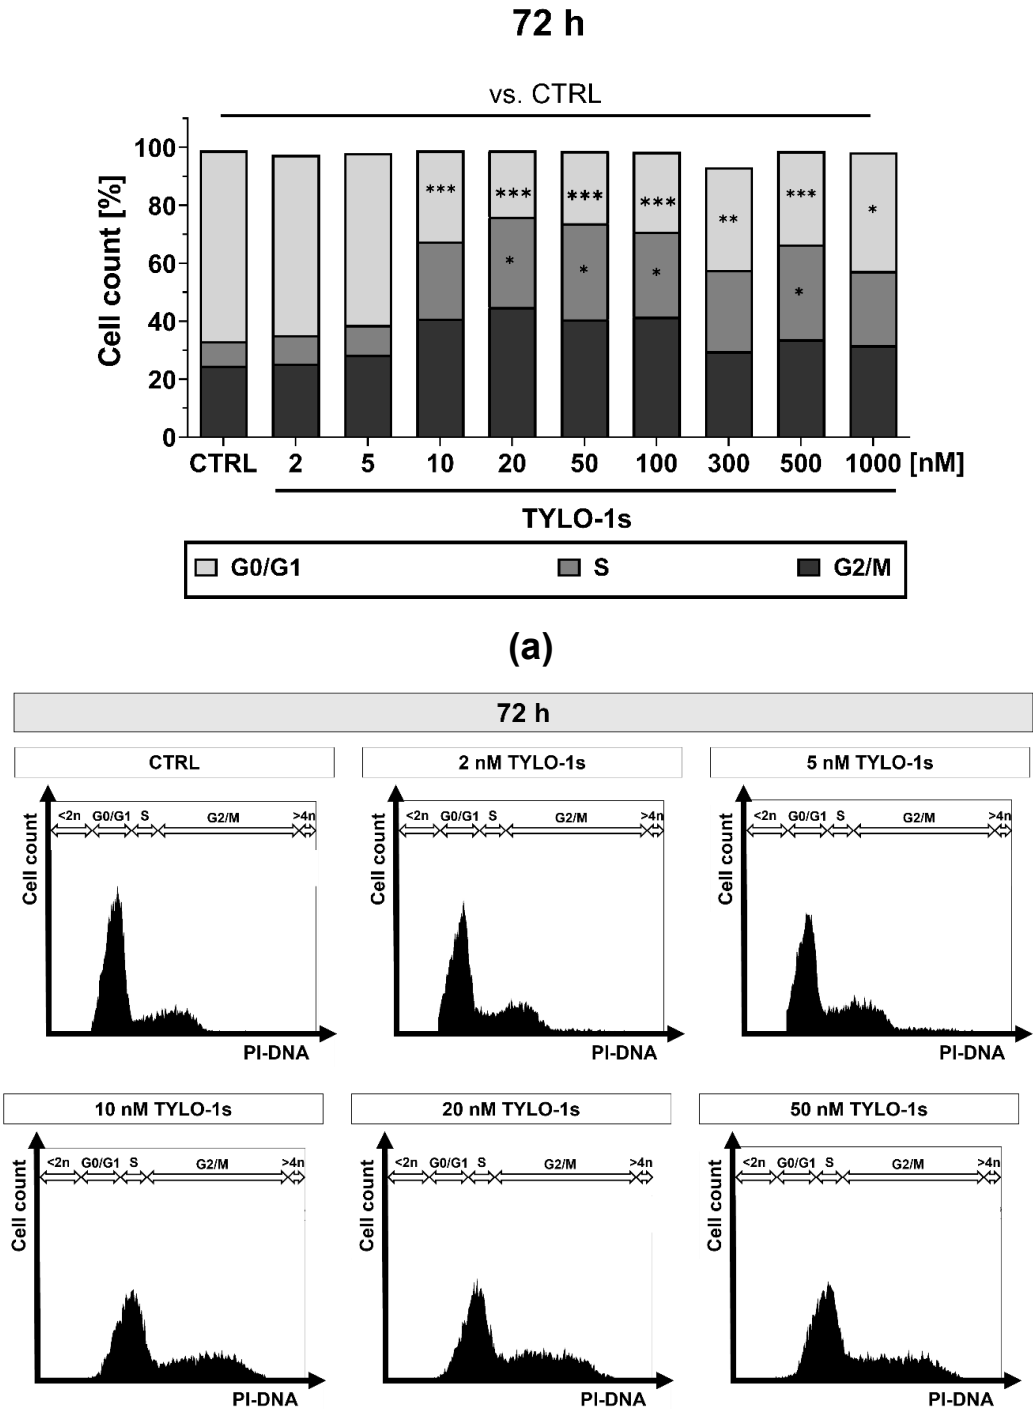 72 h
vs. CTRL
Cell count [%]
100
80
60
40
20
0
*** *** *** *** ** *** *
* * * *
CTRL 2 5 10 20 50 100 300 500 1000 [nM]
TYLO-1s
G0/G1 S G2/M
(a)
72 h
CTRL 2 nM TYLO-1s 5 nM TYLO-1s
<2n G0/G1 S G2/M >4n
Cell count
PI-DNA
<2n G0/G1 S G2/M >4n
Cell count
PI-DNA
<2n G0/G1 S G2/M >4n
Cell count
PI-DNA
10 nM TYLO-1s 20 nM TYLO-1s 50 nM TYLO-1s
<2n G0/G1 S G2/M >4n
Cell count
PI-DNA
<2n G0/G1 S G2/M >4n
Cell count
PI-DNA
<2n G0/G1 S G2/M >4n
Cell count
PI-DNA